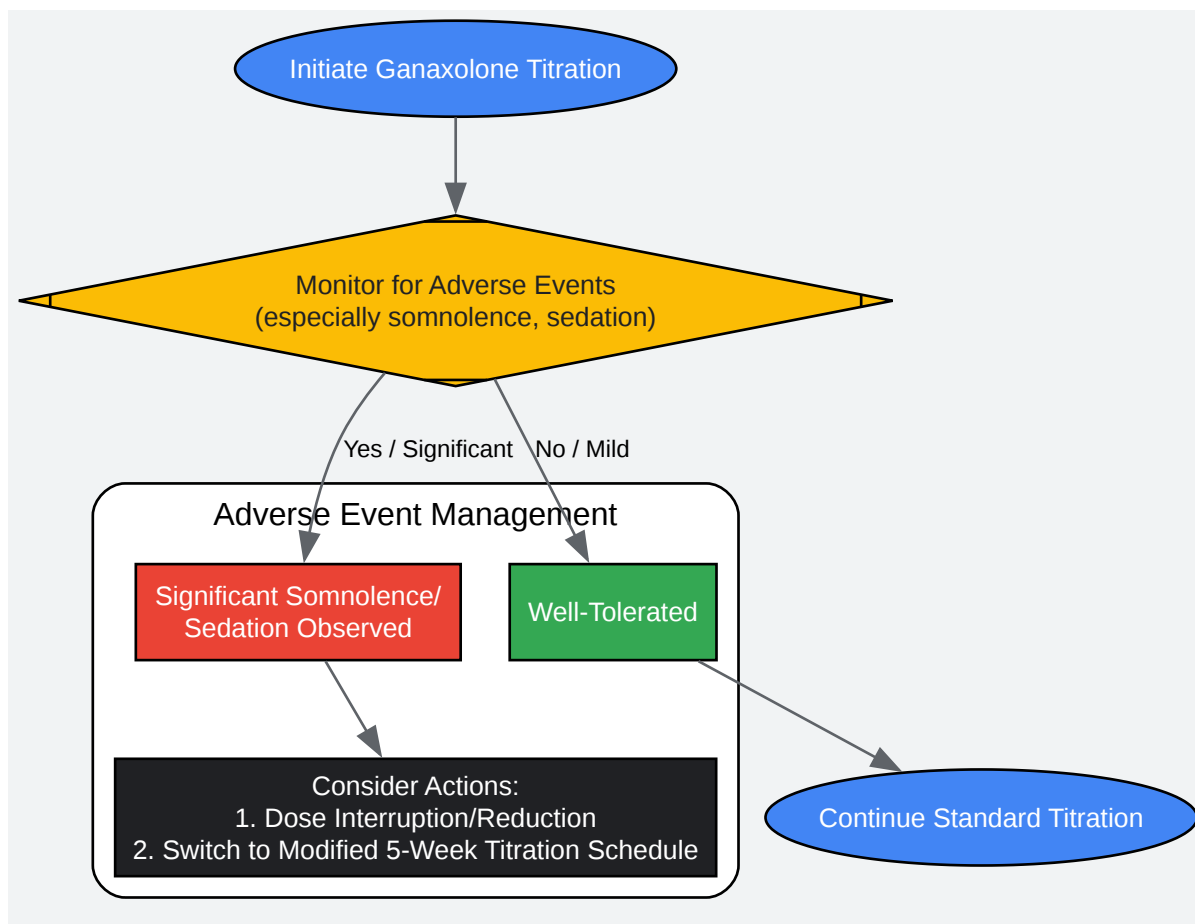 Initiate Ganaxolone Titration
Monitor for Adverse Events
(especially somnolence, sedation)
Yes / Significant
No / Mild
Adverse Event Management
Significant Somnolence/
Sedation Observed
Well-Tolerated
Consider Actions:
1. Dose Interruption/Reduction
2. Switch to Modified 5-Week Titration Schedule
Continue Standard Titration